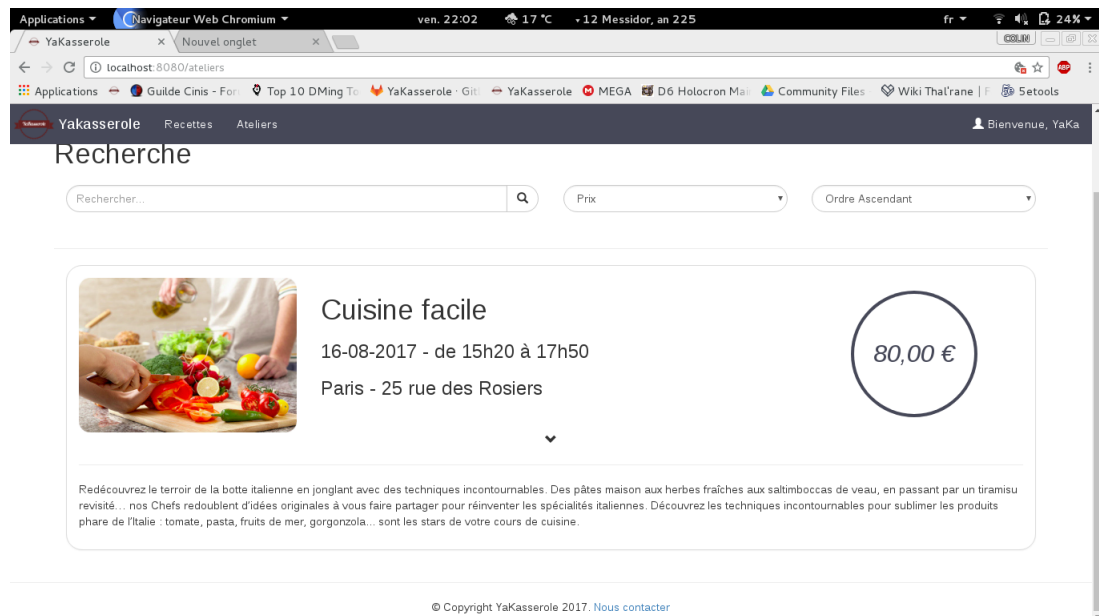 Applications Navigateur Web Chromium ven. 22:02 17 °C 12 Messidor, an 225 fr 24%
YaKasserole × Nouvel onglet × COLIN
localhost:8080/ateliers ABP
Applications Guilde Cinis - For Top 10 DMing To YaKasserole · Git YaKasserole MEGA D6 Holocron Mai Community Files Wiki Thal'rane | F 5etools
Yakasserole Recettes Ateliers Bienvenue, YaKa
Recherche
Rechercher... Prix Ordre Ascendant
Cuisine facile
16-08-2017 - de 15h20 à 17h50
80,00 €
Paris - 25 rue des Rosiers
Redécouvrez le terroir de la botte italienne en jonglant avec des techniques incontournables. Des pâtes maison aux herbes fraîches aux saltimboccas de veau, en passant par un tiramisu
revisité… nos Chefs redoublent d'idées originales à vous faire partager pour réinventer les spécialités italiennes. Découvrez les techniques incontournables pour sublimer les produits
phare de l'Italie : tomate, pasta, fruits de mer, gorgonzola... sont les stars de votre cours de cuisine.
© Copyright YaKasserole 2017. Nous contacter